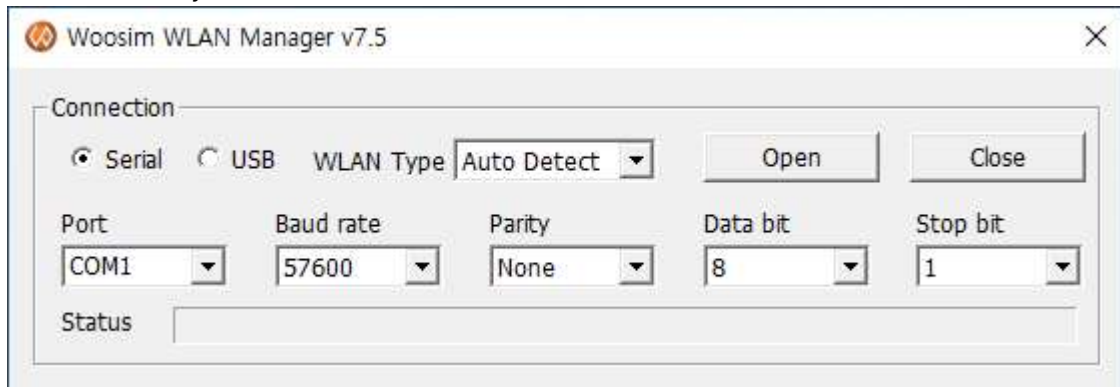 Woosim WLAN Manager v7.5
Connection
Serial USB WLAN Type Auto Detect Open Close
Port Baud rate Parity Data bit Stop bit
COM1 57600 None 8 1
Status